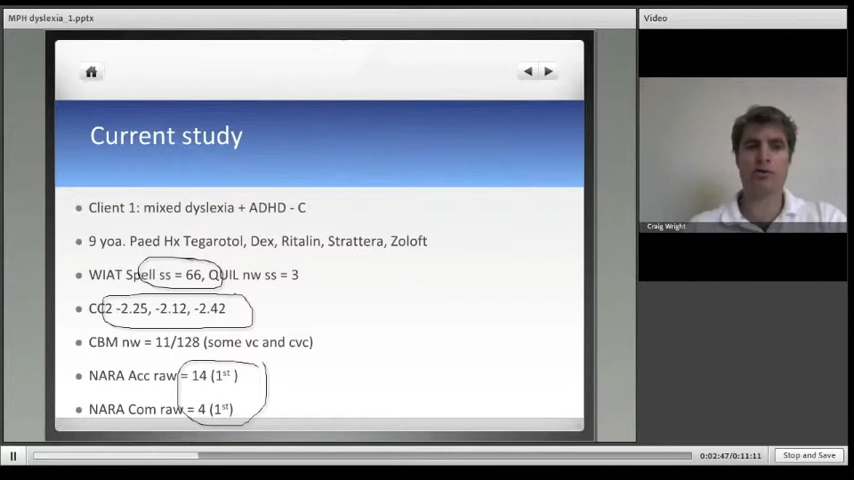 MPH dyslexia_1.pptx
Video
Current study
Client 1: mixed dyslexia + ADHD - C
9 yoa. Paed Hx Tegarotol, Dex, Ritalin, Strattera, Zoloft
WIAT Spell ss = 66, QUIL nw ss = 3
CC2 -2.25, -2.12, -2.42
CBM nw = 11/128 (some vc and cvc)
NARA Acc raw = 14 (1st )
NARA Com raw = 4 (1st)
Craig Wright
0:02:47/0:11:11
Stop and Save